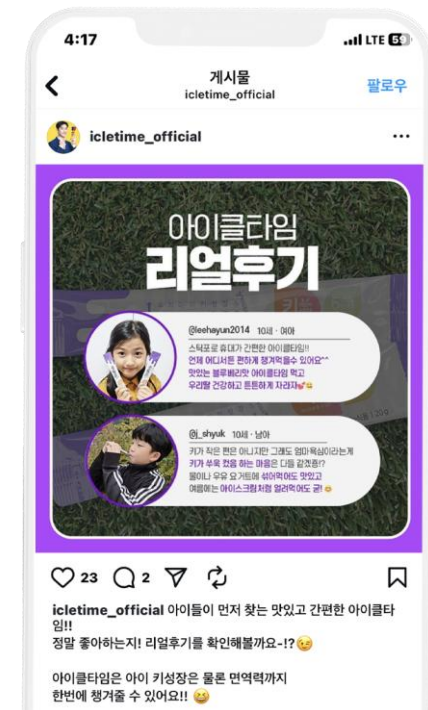 4:17
LTE 59
게시물
icletime_official
팔로우
icletime_official
아이클타임
리얼후기
@leehayun2014 10세 · 여아
스틱포로 휴대가 간편한 아이클타임!!
언제 어디서든 편하게 챙겨먹을수 있어요^^
맛있는 블루베리맛 아이클타임 먹고
우리딸 건강하고 튼튼하게 자라자💕😘
@j_shyuk 10세 · 남아
키가 작은 편은 아니지만 그래도 엄마욕심이라는게
키가 쑤욱 컸음 하는 마음은 다들 같겠죵!?
물이나 우유 요거트에 섞어먹어도 맛있고
여름에는 아이스크림처럼 얼려먹어도 굳! 😊
23
2
icletime_official 아이들이 먼저 찾는 맛있고 간편한 아이클타
임!!
정말 좋아하는지! 리얼후기를 확인해볼까요~!?😉
아이클타임은 아이 키성장은 물론 면역력까지
한번에 챙겨줄 수 있어요!! 😆